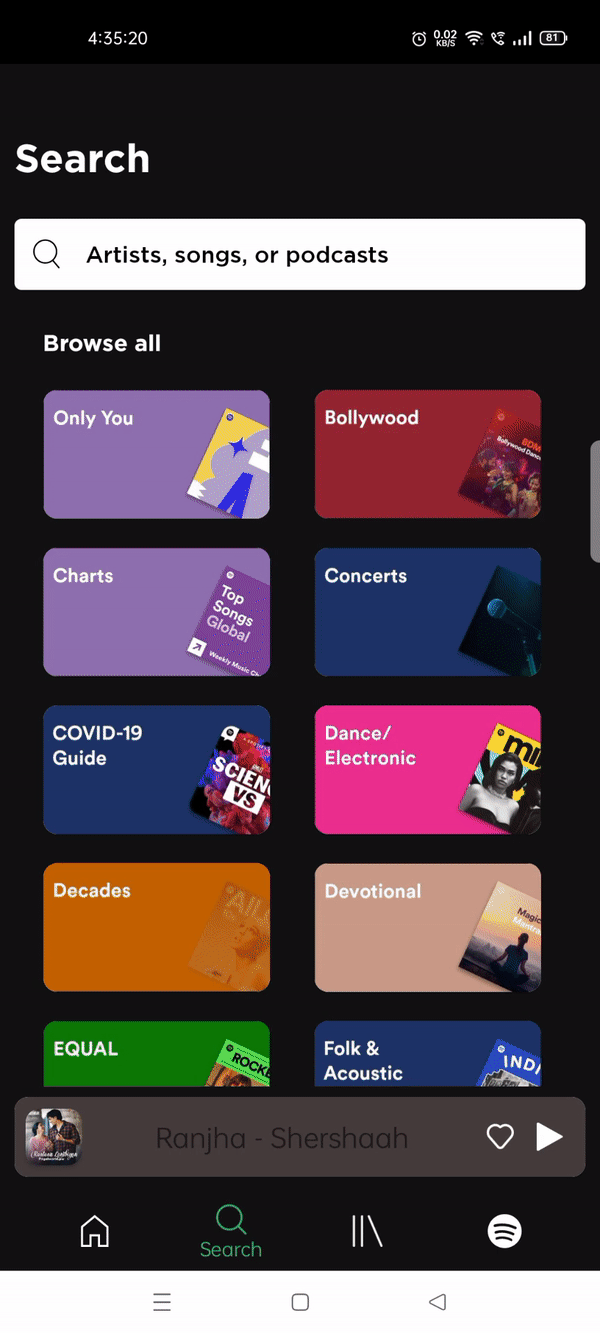 4:35:20
0.02
KB/S
81
Search
Artists, songs, or podcasts
Browse all
Only You
Bollywood
BDM
Bollywood Danc
Charts
Top
Songs
Global
Weekly Music Ch
Concerts
COVID-19
Guide
SCIEN
VS
Dance/
Electronic
mi
Decades
Devotional
Magic
Mantra
EQUAL
ROCKE
Folk &
Acoustic
INDI
Ranjha - Shershaah
Search